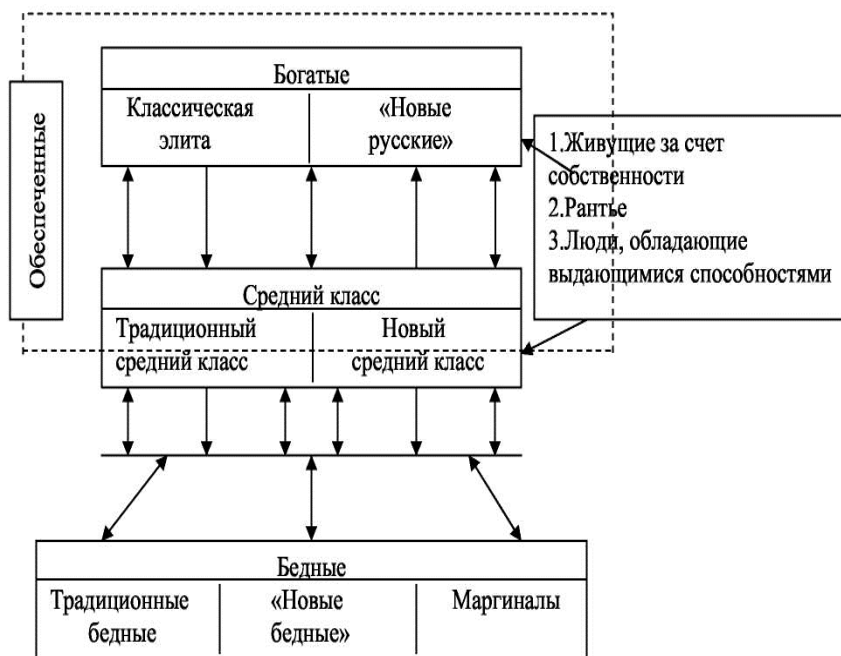 Обеспеченные
Богатые
Классическая
элита
«Новые
русские»
1.Живущие за счет
собственности
2.Рантье
3.Люди, обладающие
выдающимися способностями
Средний класс
Традиционный
средний класс
Новый
средний класс
Бедные
Традиционные
бедные
«Новые
бедные»
Маргиналы